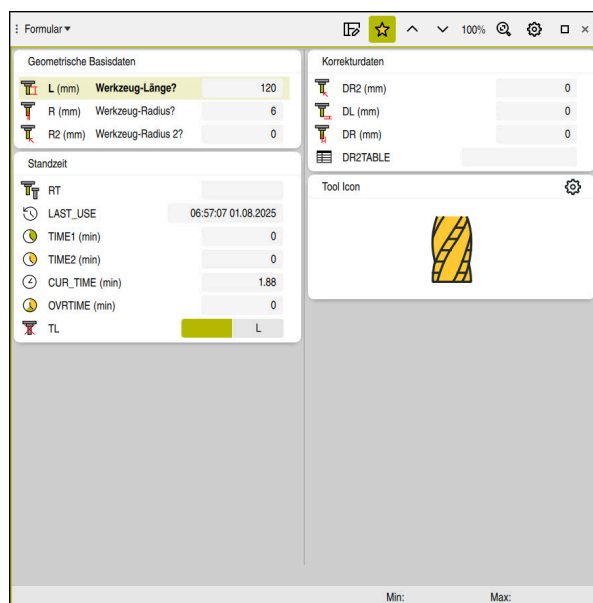 Formular
100%
Geometrische Basisdaten
L (mm) Werkzeug-Länge? 120
R (mm) Werkzeug-Radius? 6
R2 (mm) Werkzeug-Radius 2? 0
Standzeit
RT
LAST_USE 06:57:07 01.08.2025
TIME1 (min) 0
TIME2 (min) 0
CUR_TIME (min) 1.88
OVRTIME (min) 0
TL L
Korrekturdaten
DR2 (mm) 0
DL (mm) 0
DR (mm) 0
DR2TABLE
Tool Icon
Min: Max: